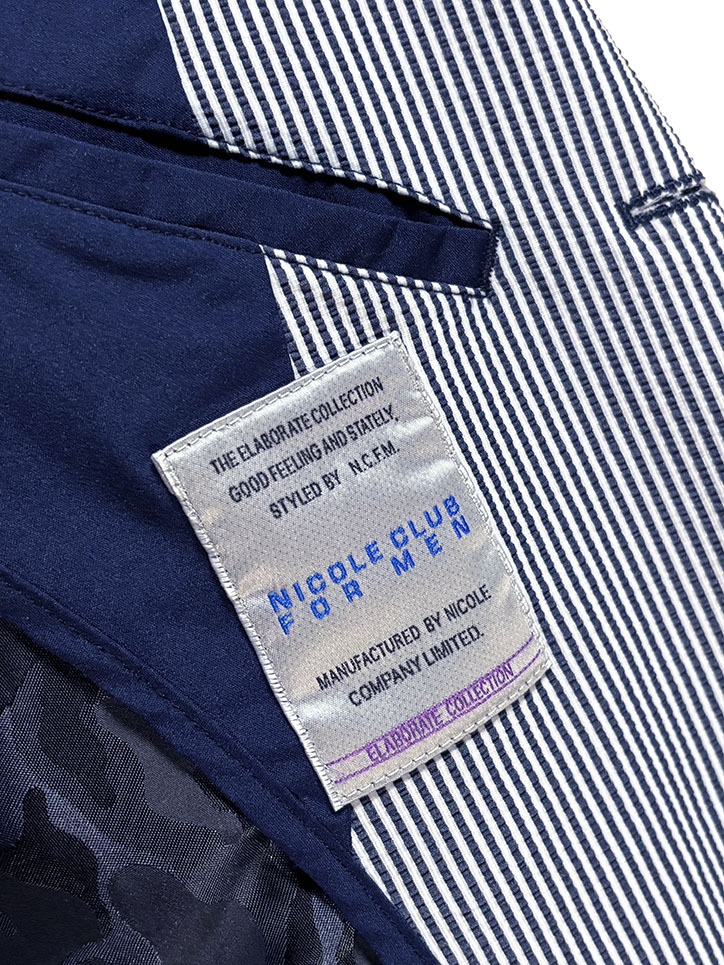 THE ELABORATE COLLECTION
GOOD FEELING AND STATELY,
STYLED BY N.C.F.M.
NICOLE CLUB
FOR MEN
MANUFACTURED BY NICOLE
COMPANY LIMITED.
ELABORATE COLLECTION